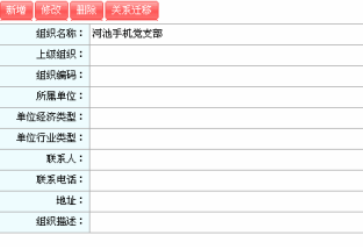 新增 修改 删除 关系迁移
组织名称： 河池手机党支部
上级组织：
组织编码：
所属单位：
单位经济类型：
单位行业类型：
联系人：
联系电话：
地址：
组织描述：